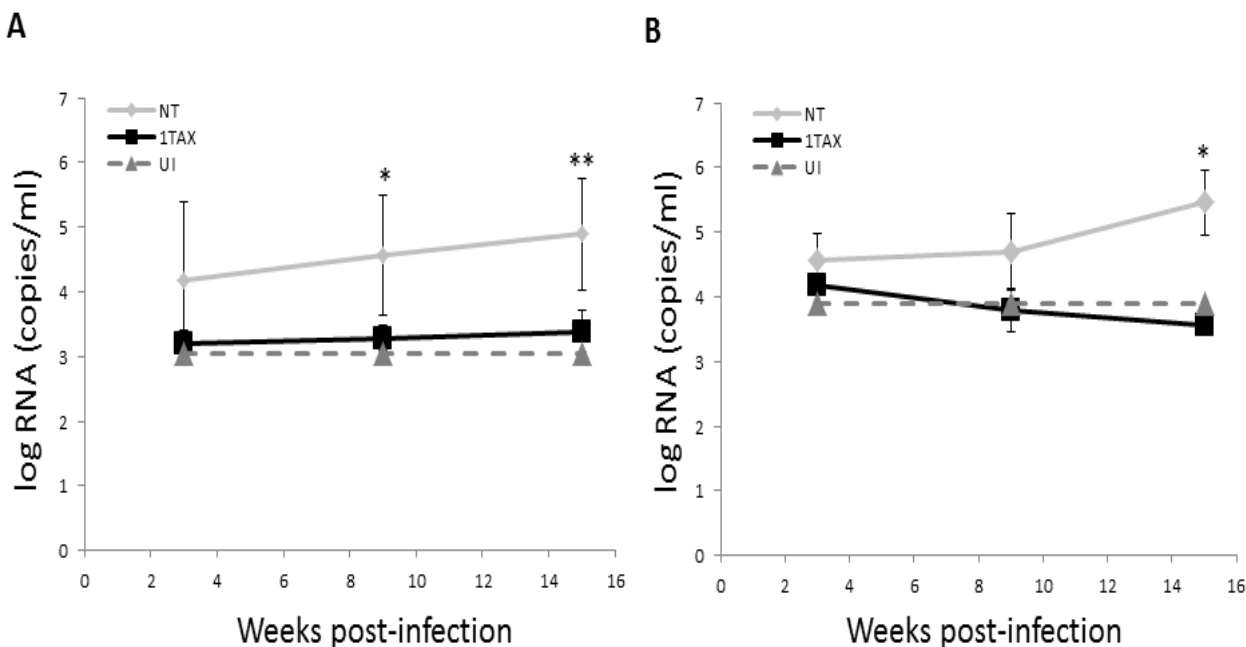 A
NT
1TAX
UI
7
6
5
4
3
2
1
0
*
**
log RNA (copies/ml)
0 2 4 6 8 10 12 14 16
Weeks post-infection
B
NT
1TAX
UI
7
6
5
4
3
2
1
0
*
log RNA (copies/ml)
0 2 4 6 8 10 12 14 16
Weeks post-infection